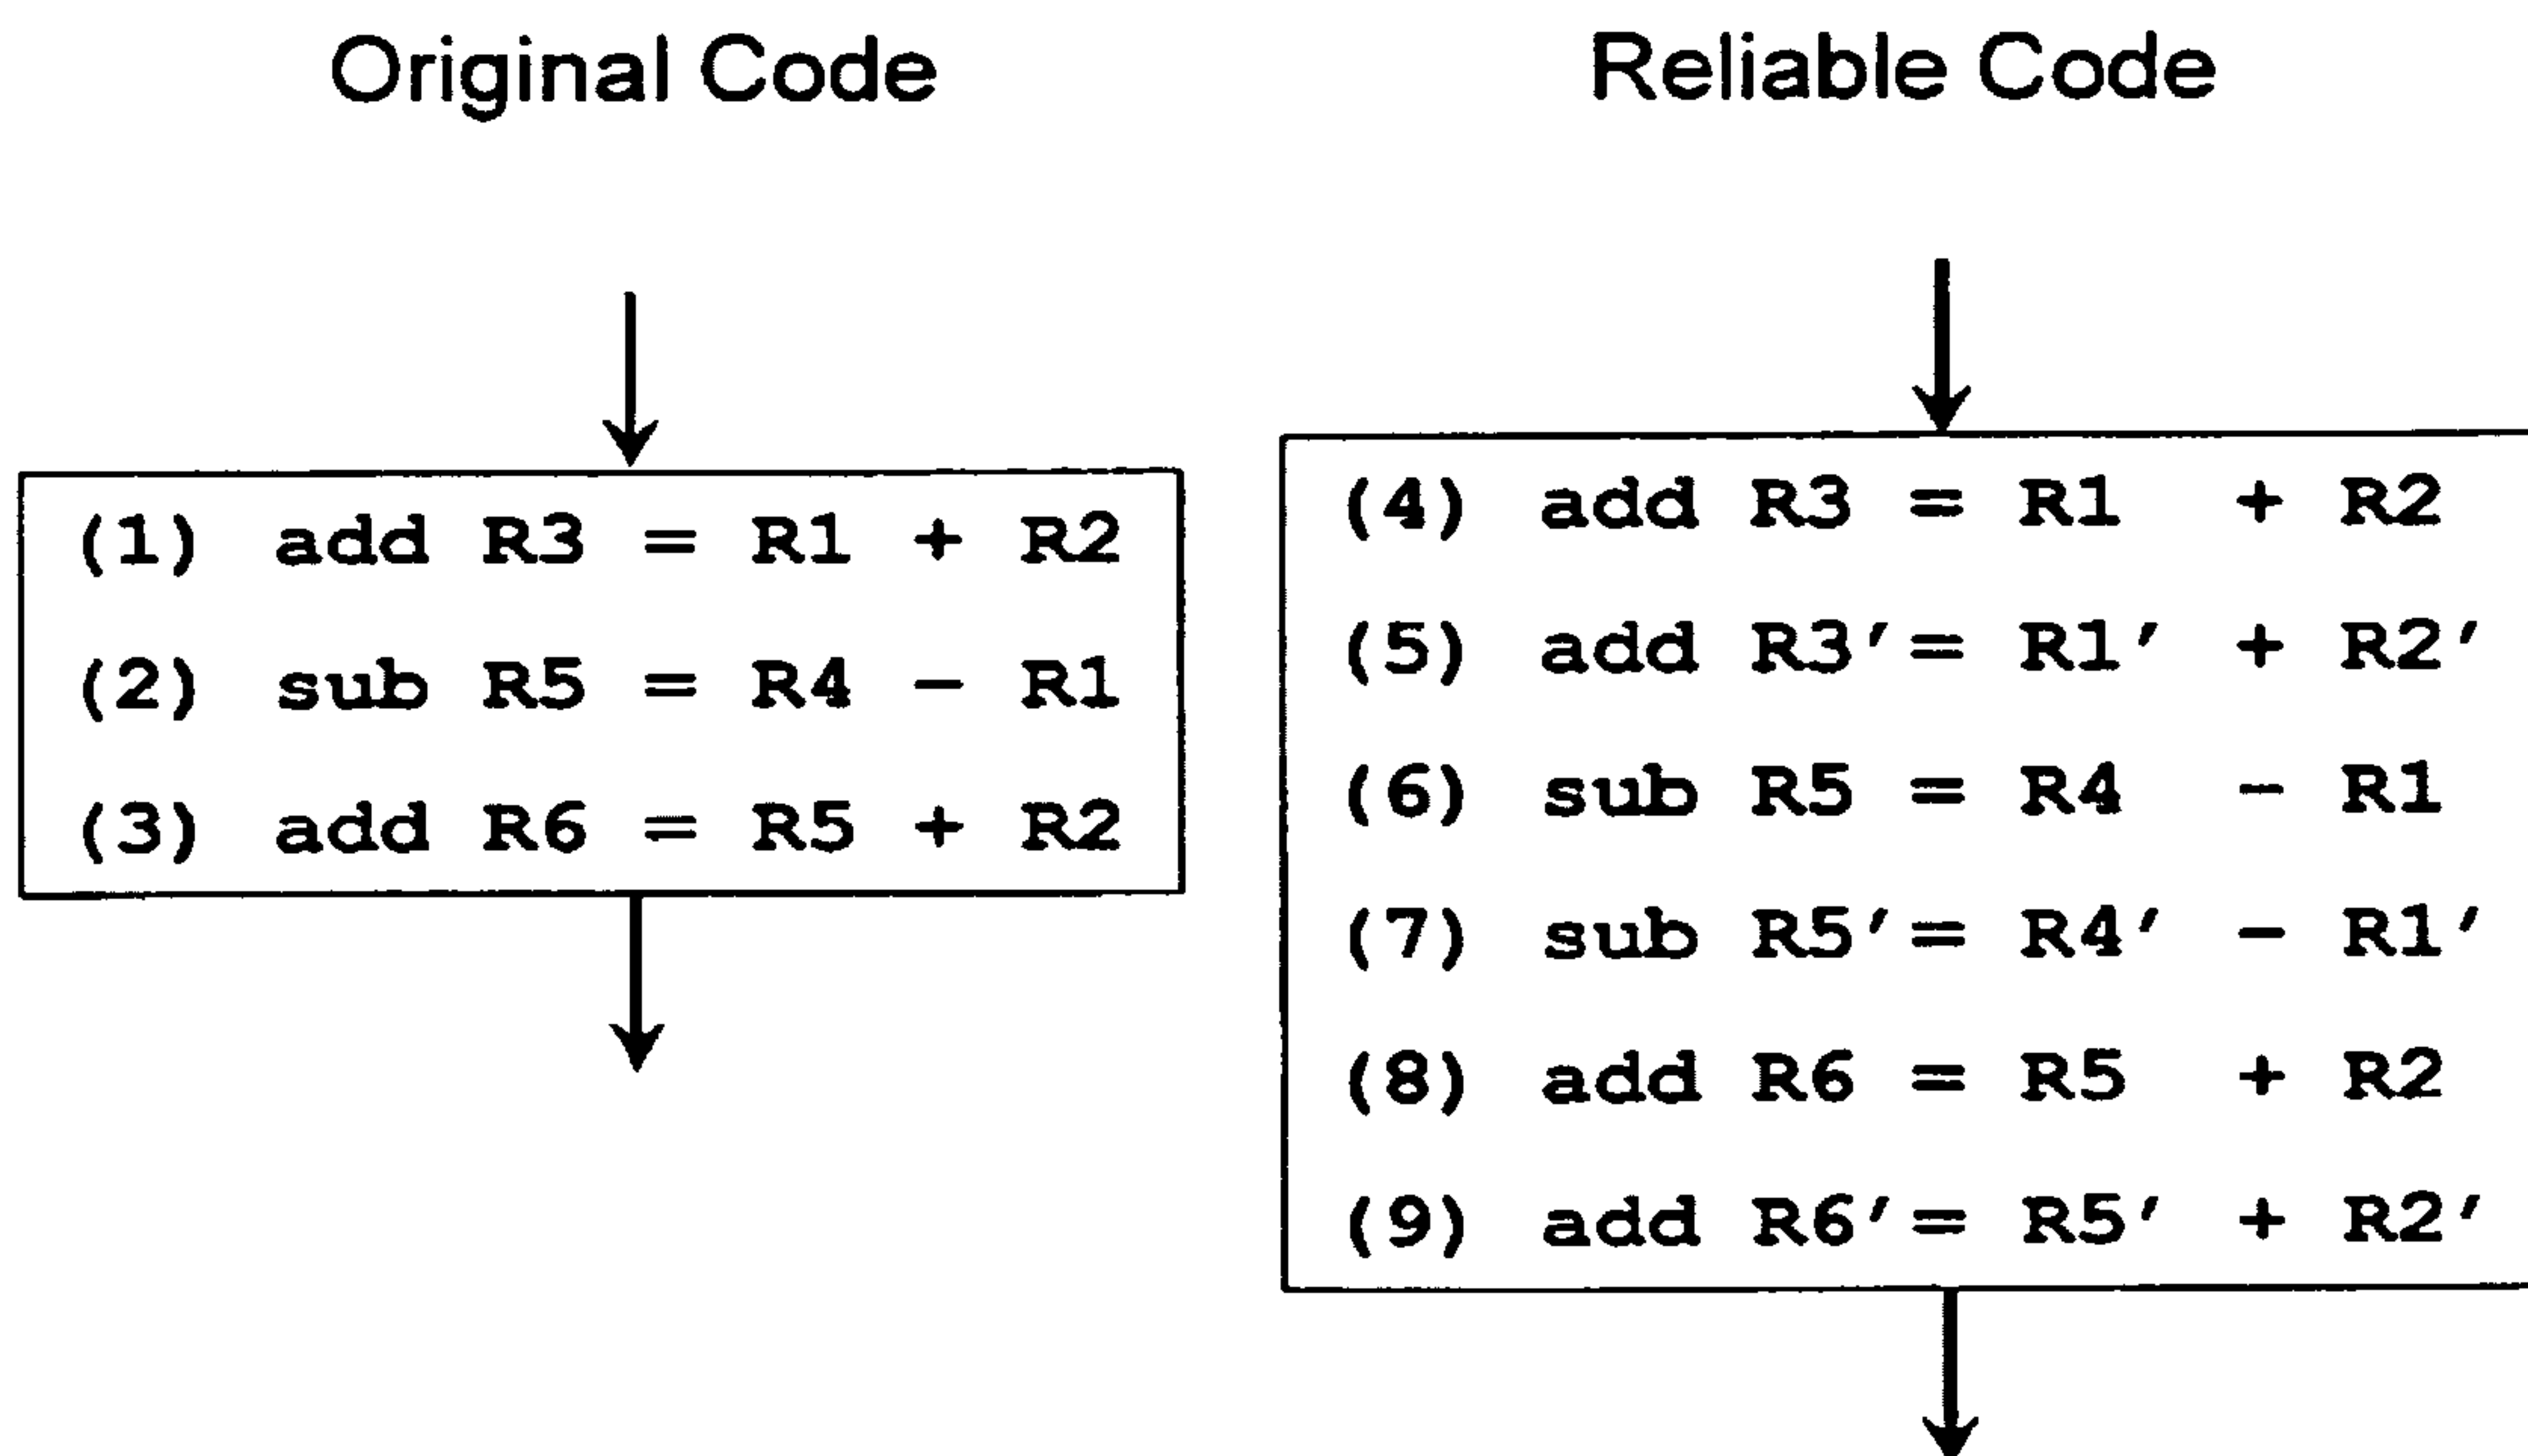 Original Code
(1) add R3 = R1 + R2
(2) sub R5 = R4 - R1
(3) add R6 = R5 + R2
Reliable Code
(4) add R3 = R1 + R2
(5) add R3'= R1' + R2'
(6) sub R5 = R4 - R1
(7) sub R5'= R4' - R1'
(8) add R6 = R5 + R2
(9) add R6'= R5' + R2'